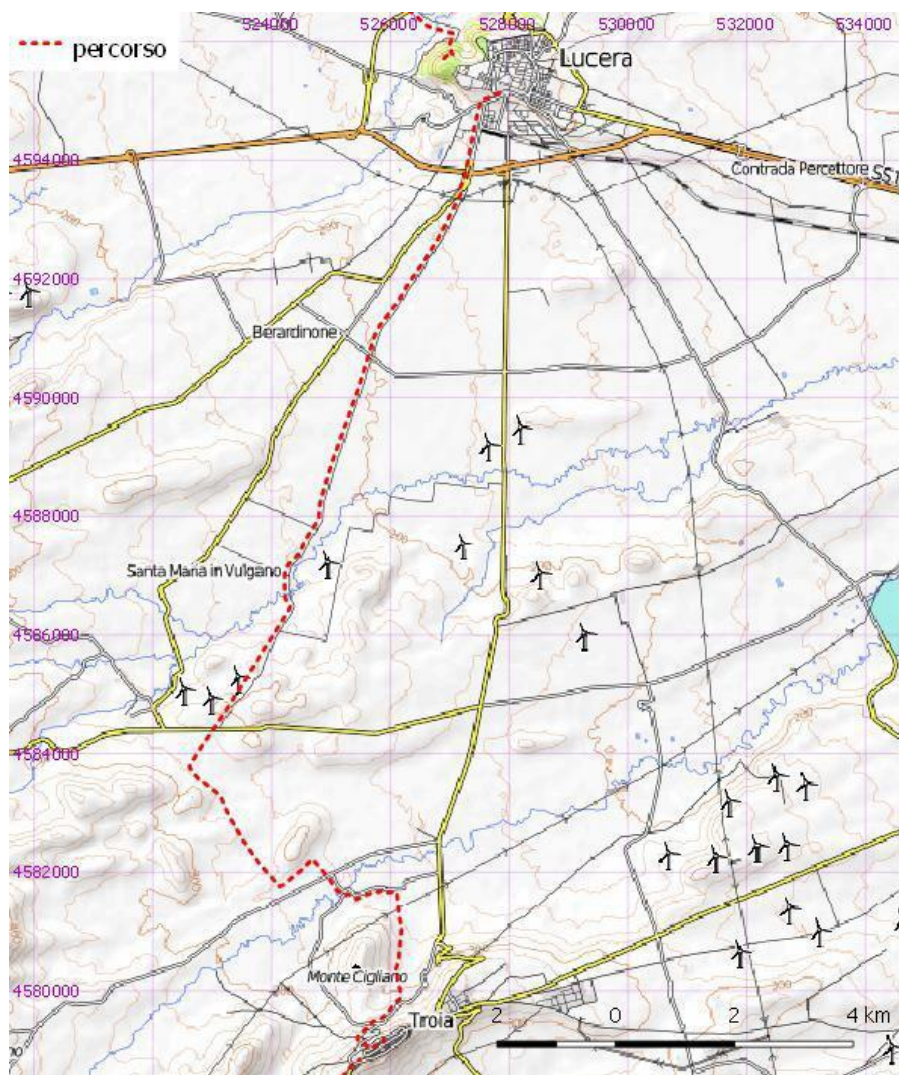 524000 526000 528000 530000 532000 534000
percorso
Lucera
4594000
Contrada Percettore
4592000
Berardinone
4590000
4588000
Santa Maria in Vulgano
4586000
4584000
4582000
Monte Cigliano
4580000
Troia
2 0 2 4 km